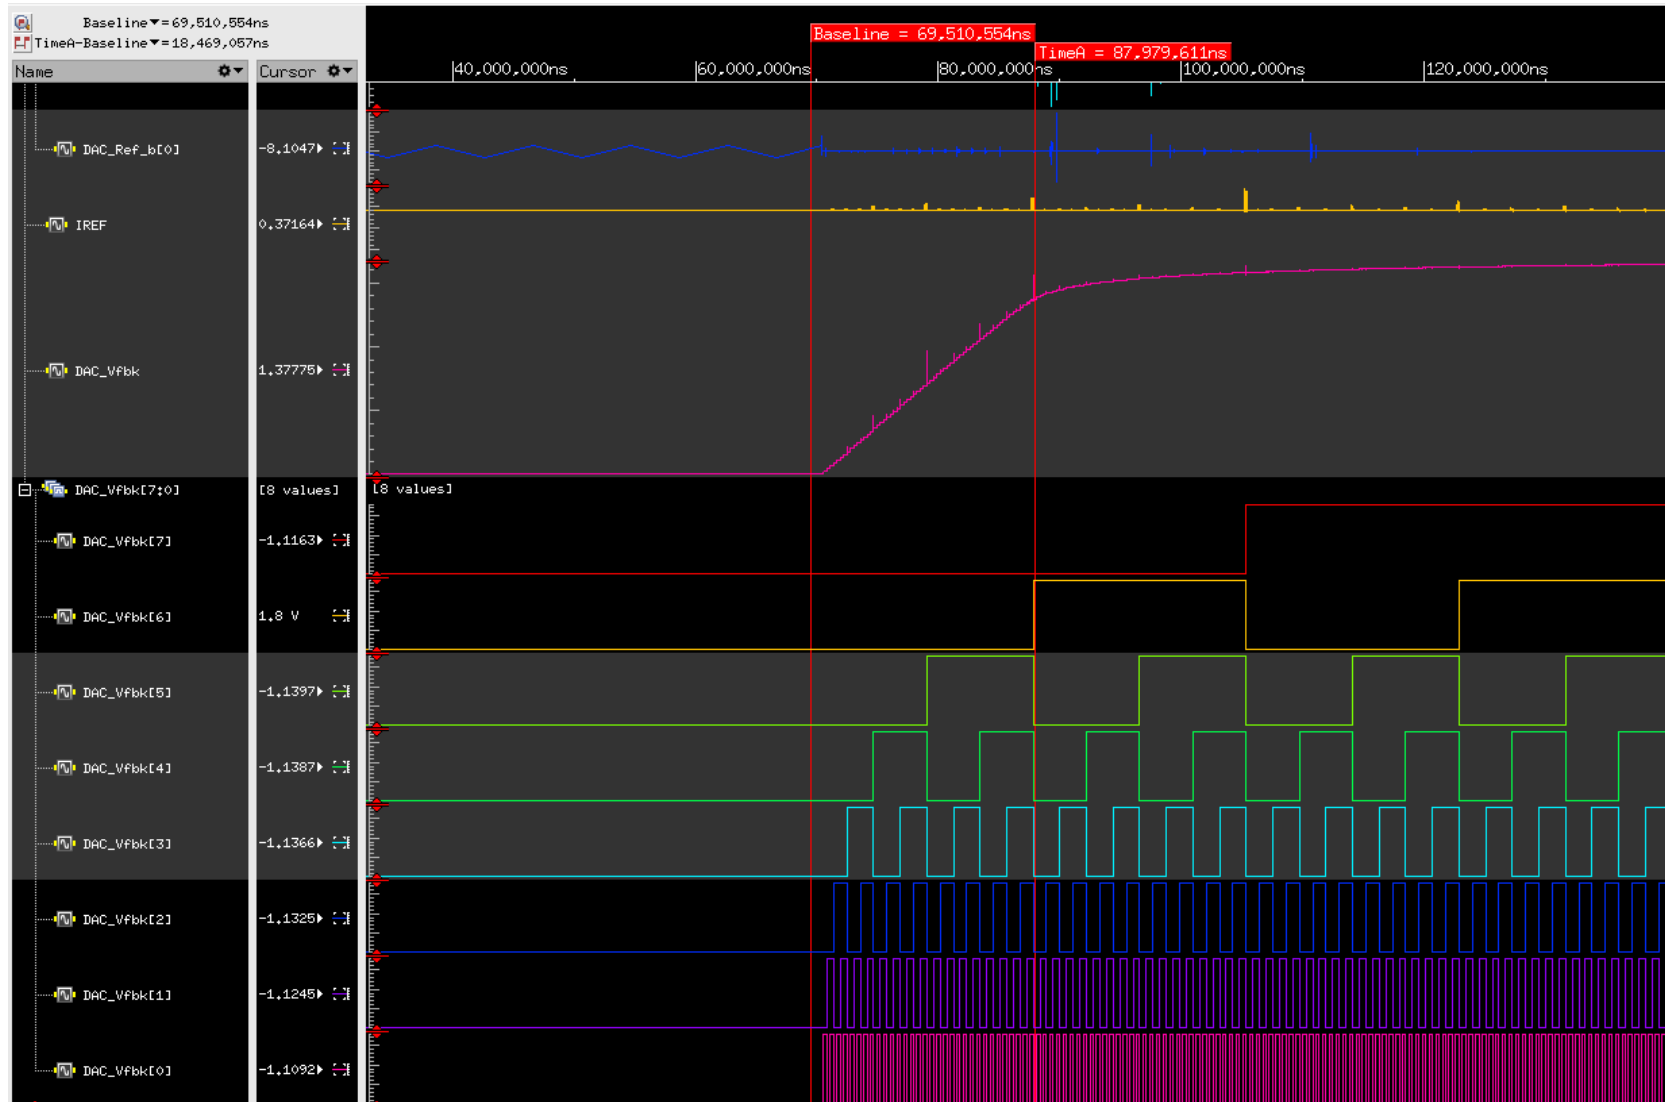 Baseline▼=69,510,554ns
TimeA-Baseline▼=18,469,057ns
Baseline = 69,510,554ns
TimeA = 87,979,611ns
Name
Cursor
40,000,000ns
60,000,000ns
80,000,000ns
100,000,000ns
120,000,000ns
DAC_Ref_b[0]
-8.1047
IREF
0.37164
DAC_Vfbk
1.37775
DAC_Vfbk[7:0]
[8 values]
[8 values]
DAC_Vfbk[7]
-1.1163
DAC_Vfbk[6]
1.8 V
DAC_Vfbk[5]
-1.1397
DAC_Vfbk[4]
-1.1387
DAC_Vfbk[3]
-1.1366
DAC_Vfbk[2]
-1.1325
DAC_Vfbk[1]
-1.1245
DAC_Vfbk[0]
-1.1092